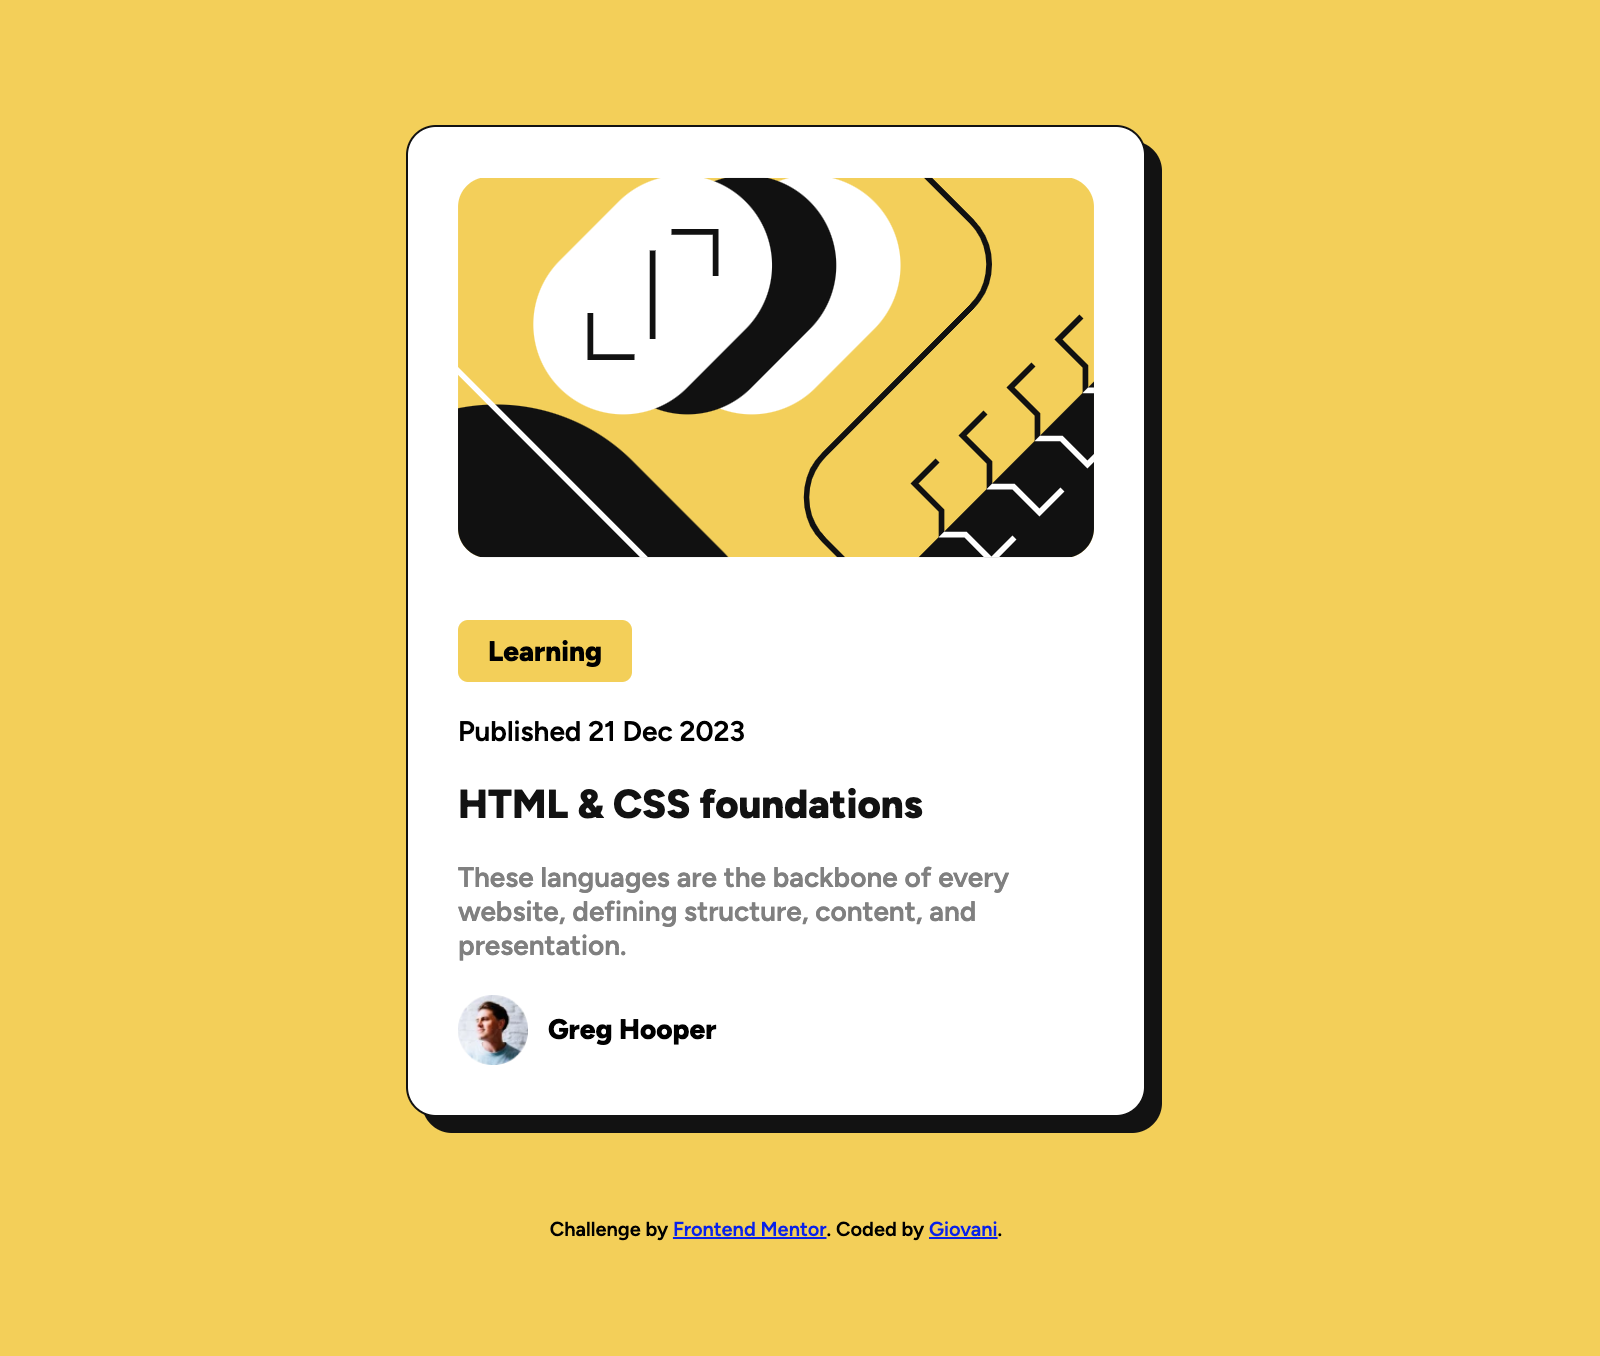 Learning
Published 21 Dec 2023
HTML & CSS foundations
These languages are the backbone of every
website, defining structure, content, and
presentation.
Greg Hooper
Challenge by Frontend Mentor. Coded by Giovani.